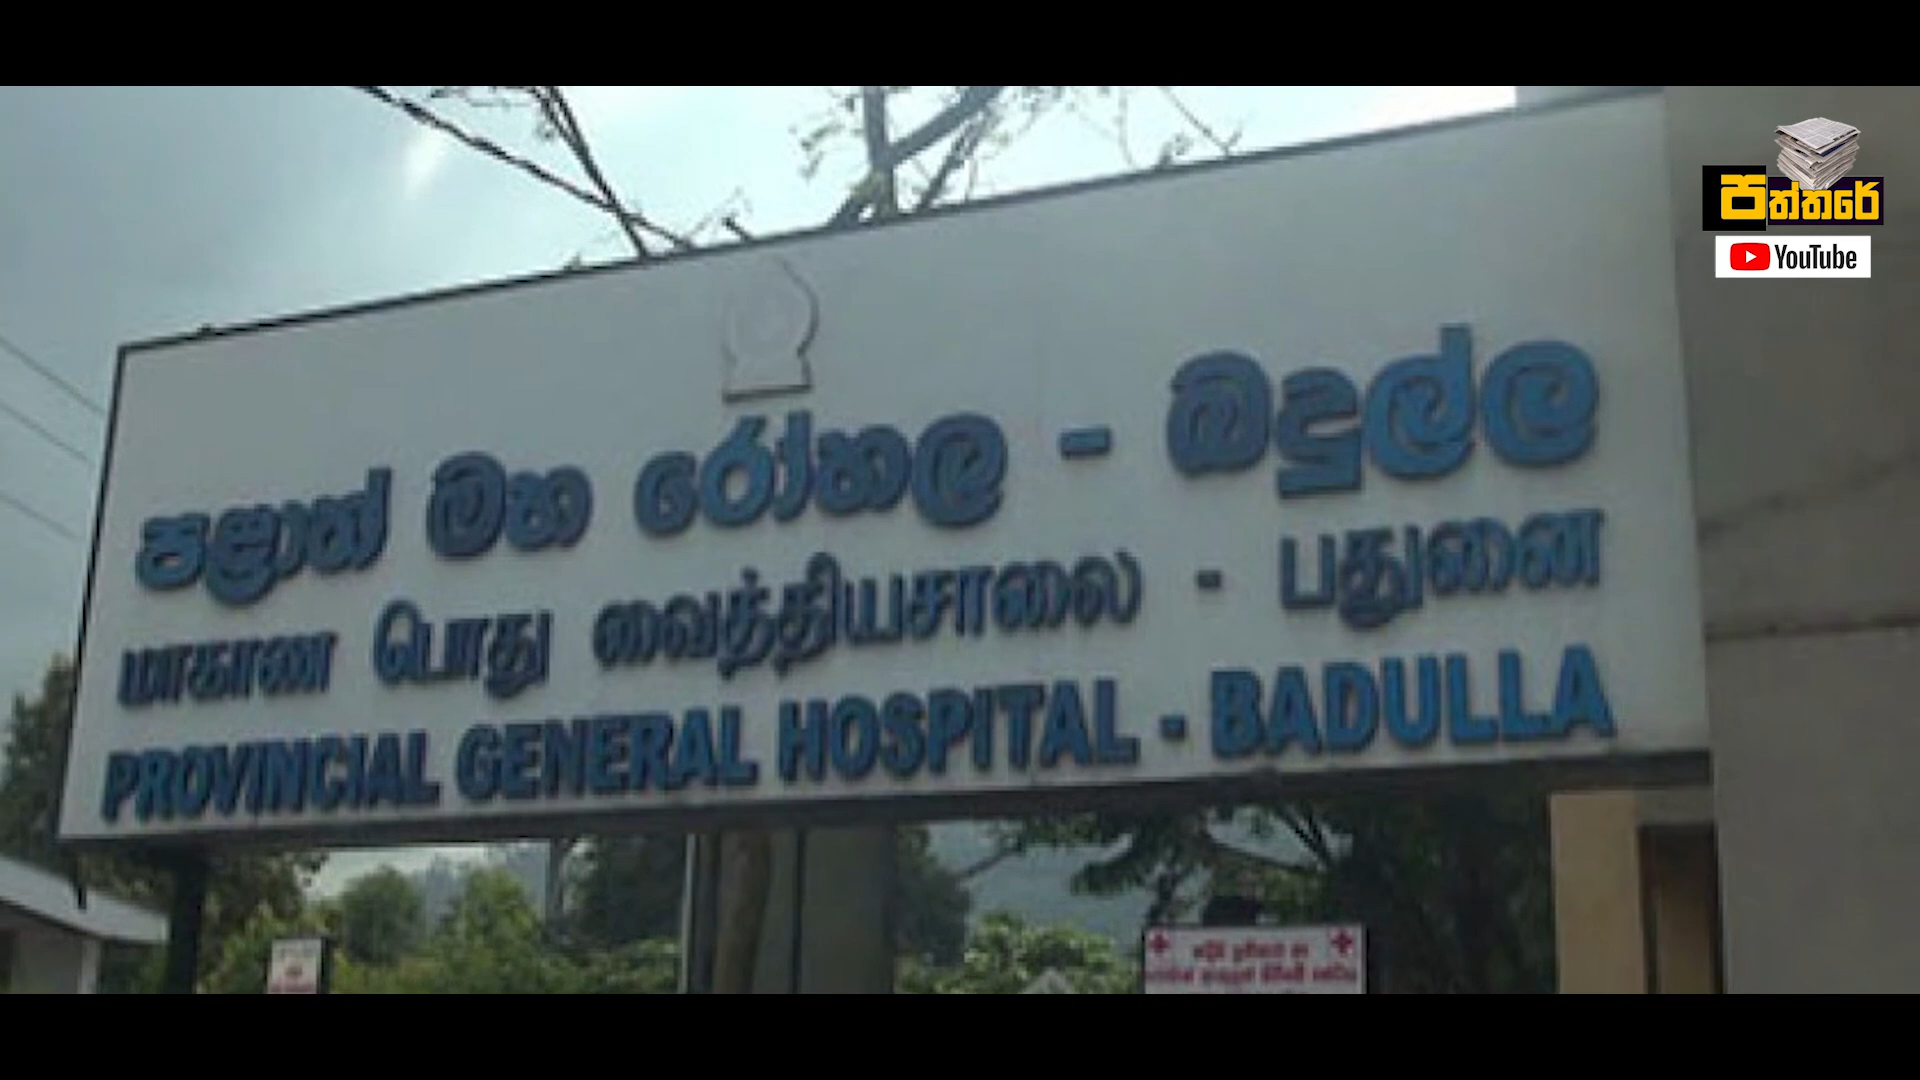 පත්තරේ
YouTube
පළාත් මහ රෝහල - බදුල්ල
மாகாண பொது வைத்தியசாலை - பதுளை
PROVINCIAL GENERAL HOSPITAL - BADULLA